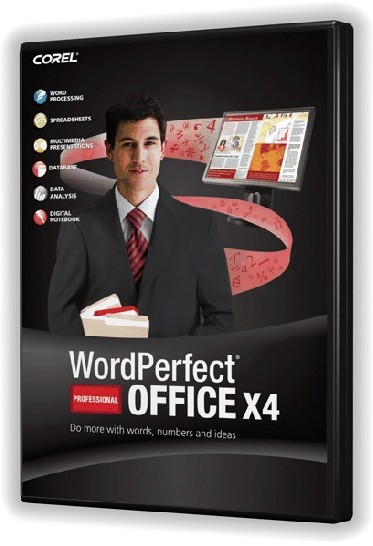 COREL®
WORD
PROCESSING
SPREADSHEETS
MULTIMEDIA
PRESENTATIONS
DATABASE
DATA
ANALYSIS
DIGITAL
NOTEBOOK
WordPerfect®
PROFESSIONAL
OFFICE X4
Do more with words, numbers and ideas